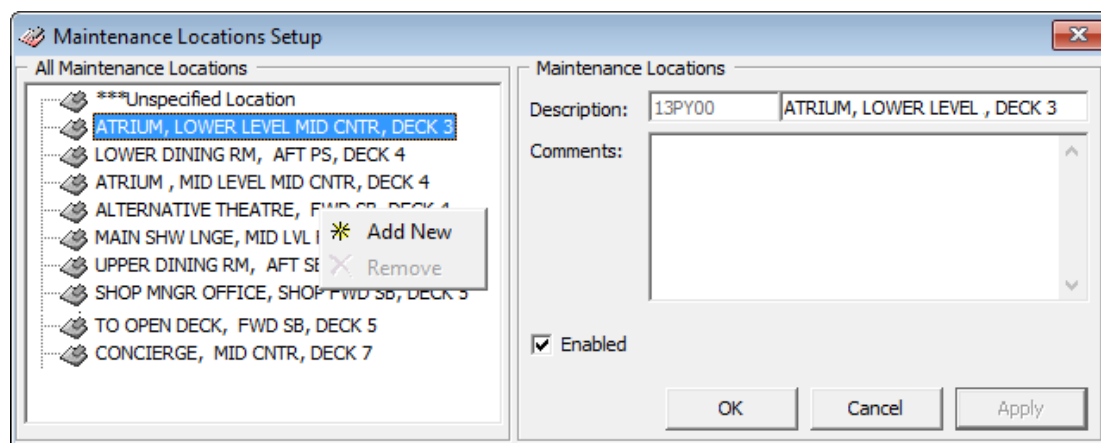 Maintenance Locations Setup
All Maintenance Locations
***Unspecified Location
ATRIUM, LOWER LEVEL MID CNTR, DECK 3
LOWER DINING RM,  AFT PS, DECK 4
ATRIUM , MID LEVEL MID CNTR, DECK 4
ALTERNATIVE THEATRE,
MAIN SHW LNGE, MID LVL
UPPER DINING RM,  AFT
SHOP MNGR OFFICE, SHOP FWD SB, DECK 5
TO OPEN DECK,  FWD SB, DECK 5
CONCIERGE,  MID CNTR, DECK 7
Add New
Remove
Maintenance Locations
Description: 13PY00 ATRIUM, LOWER LEVEL , DECK 3
Comments:
Enabled
OK Cancel Apply